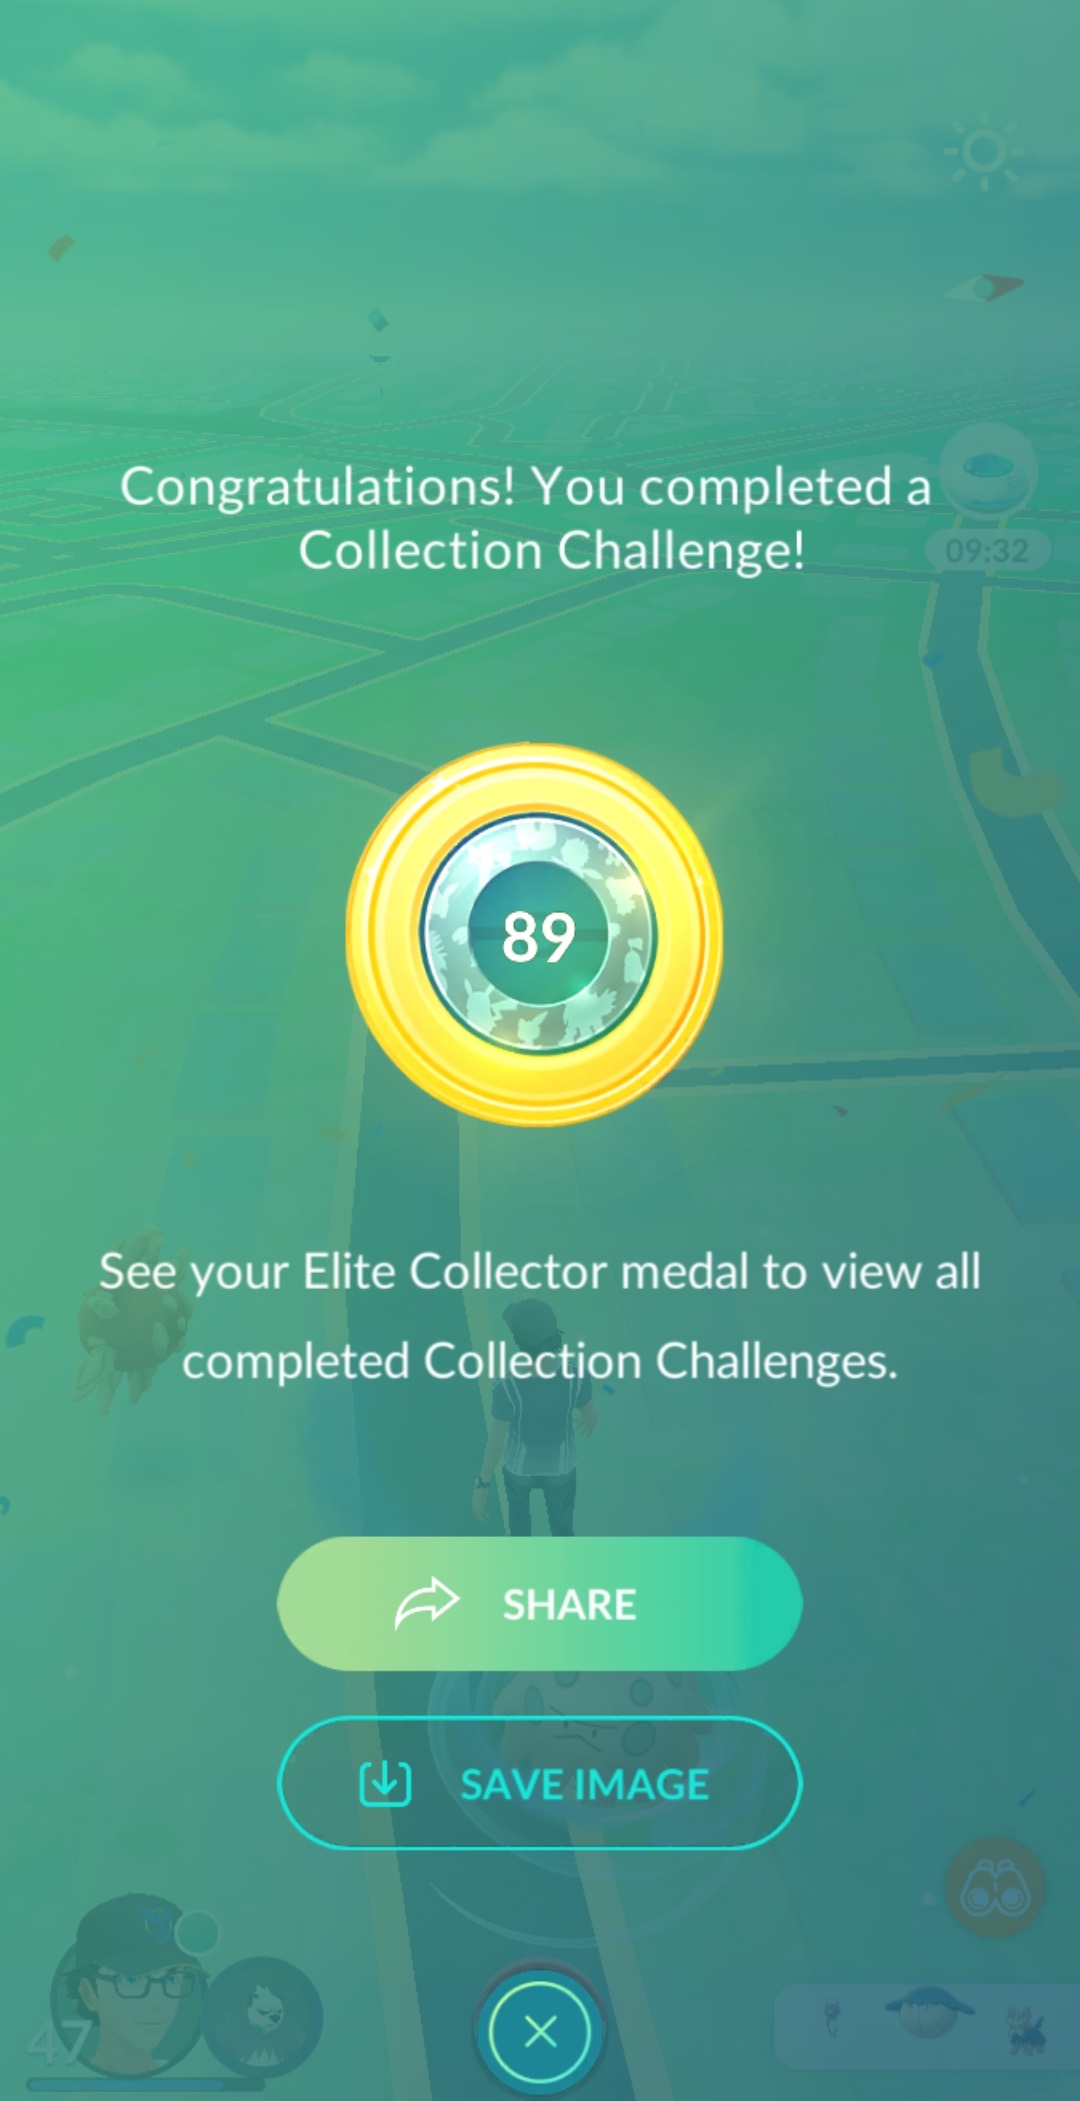 Congratulations! You completed a
Collection Challenge!
09:32
89
See your Elite Collector medal to view all
completed Collection Challenges.
SHARE
SAVE IMAGE
47